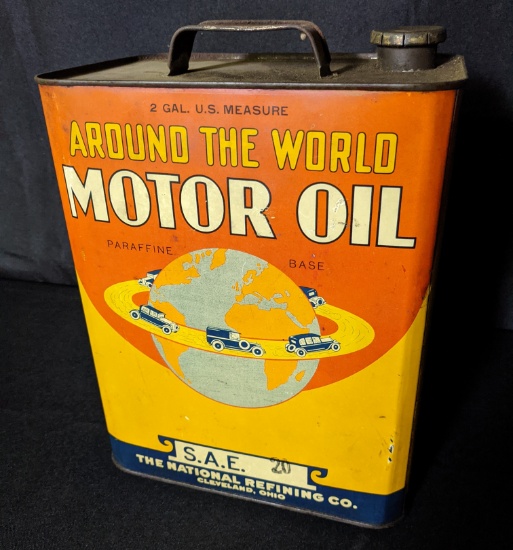 2 GAL. U.S. MEASURE
AROUND THE WORLD
MOTOR OIL
PARAFFINE BASE
S.A.E. 20
THE NATIONAL REFINING CO.
CLEVELAND, OHIO